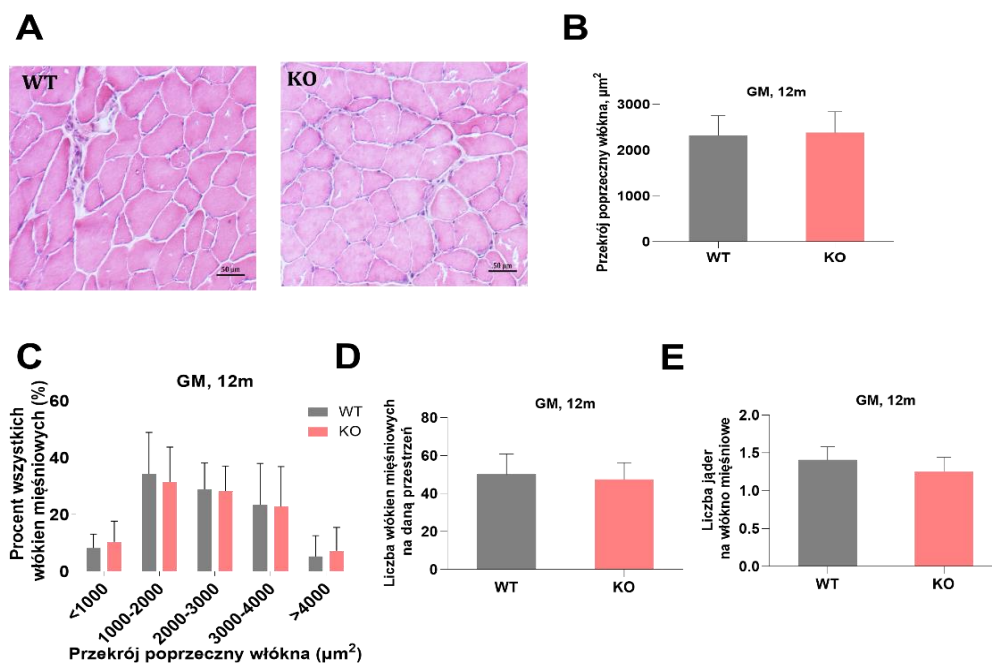 A
WT
50 µm
KO
50 µm
B
GM, 12m
Przekrój poprzeczny włókna, µm²
3000
2000
1000
0
WT
KO
C
GM, 12m
Procent wszystkich
włókien mięśniowych (%)
60
40
20
0
WT
KO
<1000
1000-2000
2000-3000
3000-4000
>4000
Przekrój poprzeczny włókna (µm²)
D
GM, 12m
Liczba włókien mięśniowych
na daną przestrzeń
80
60
40
20
0
WT
KO
E
GM, 12m
Liczba jąder
na włókno mięśniowe
2.0
1.5
1.0
0.5
0.0
WT
KO